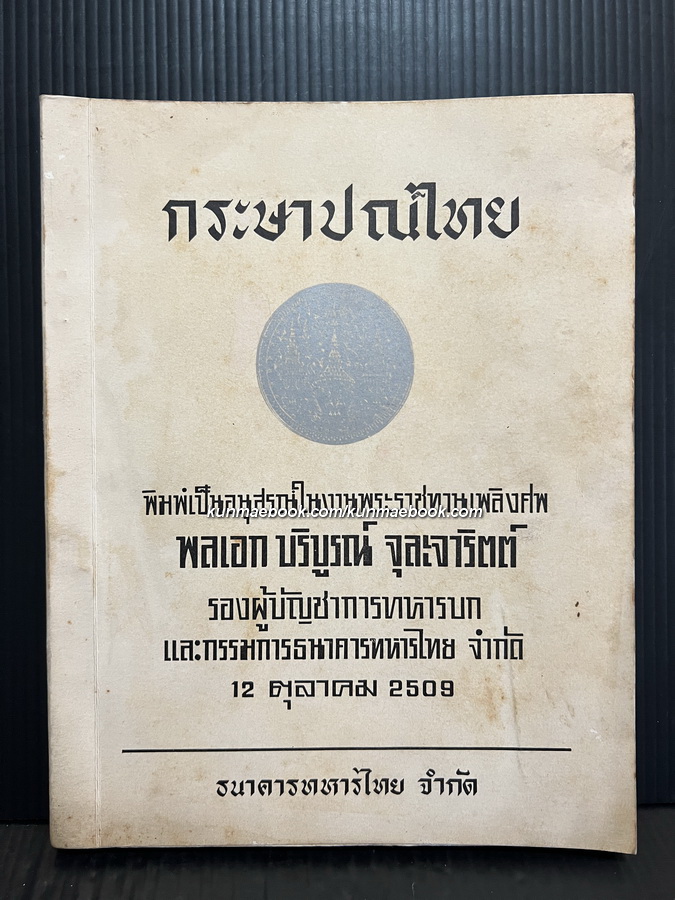 กระษาปณ์ไทย
พิมพ์เป็นอนุสรณ์ในงานพระราชทานเพลิงศพ
kunmaebook.com/kunmaebook.com
พลเอก บริบูรณ์ จุละจาริตต์
รองผู้บัญชาการทหารบก
และกรรมการธนาคารทหารไทย จำกัด
12 ตุลาคม 2509
ธนาคารทหารไทย จำกัด